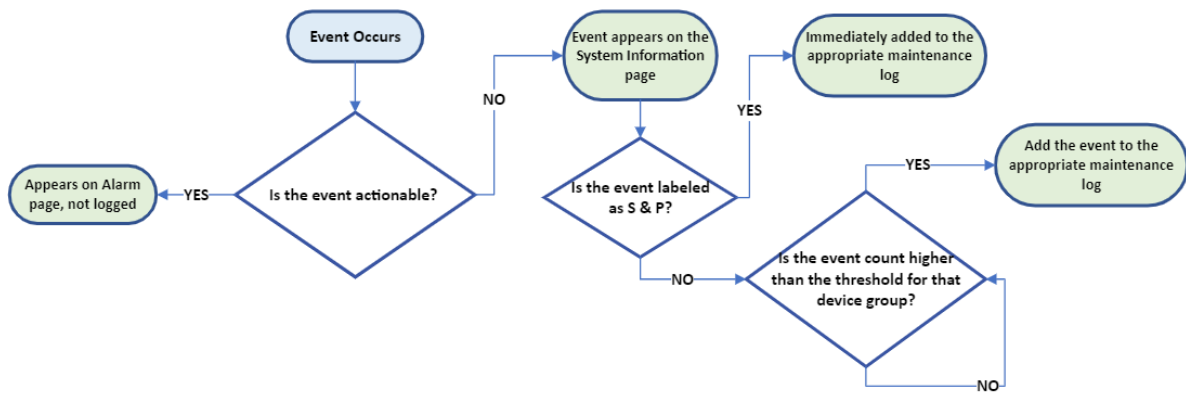 Event Occurs
Is the event actionable?
YES
Appears on Alarm
page, not logged
NO
Event appears on the
System Information
page
Is the event labeled
as S & P?
YES
Immediately added to the
appropriate maintenance
log
NO
Is the event count higher
than the threshold for that
device group?
YES
Add the event to the
appropriate maintenance
log
NO